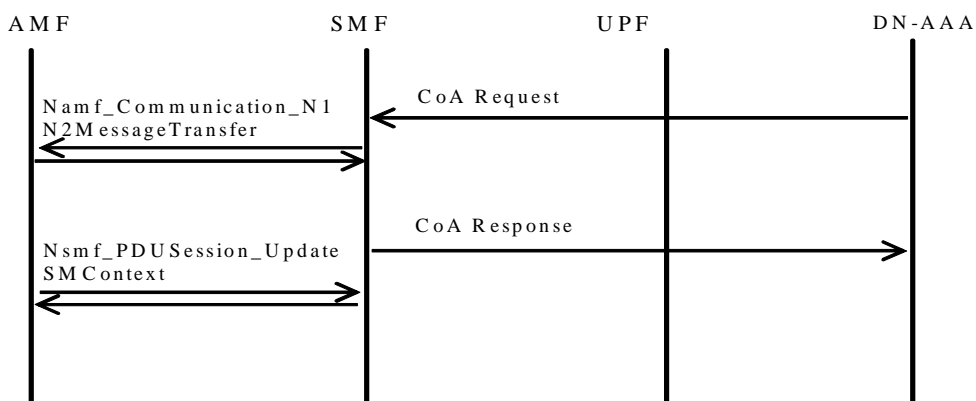 AMF
SMF
UPF
DN-AAA
Namf_Communication_N1
N2MessageTransfer
CoA Request
CoA Response
Nsmf_PDUSession_Update
SMContext